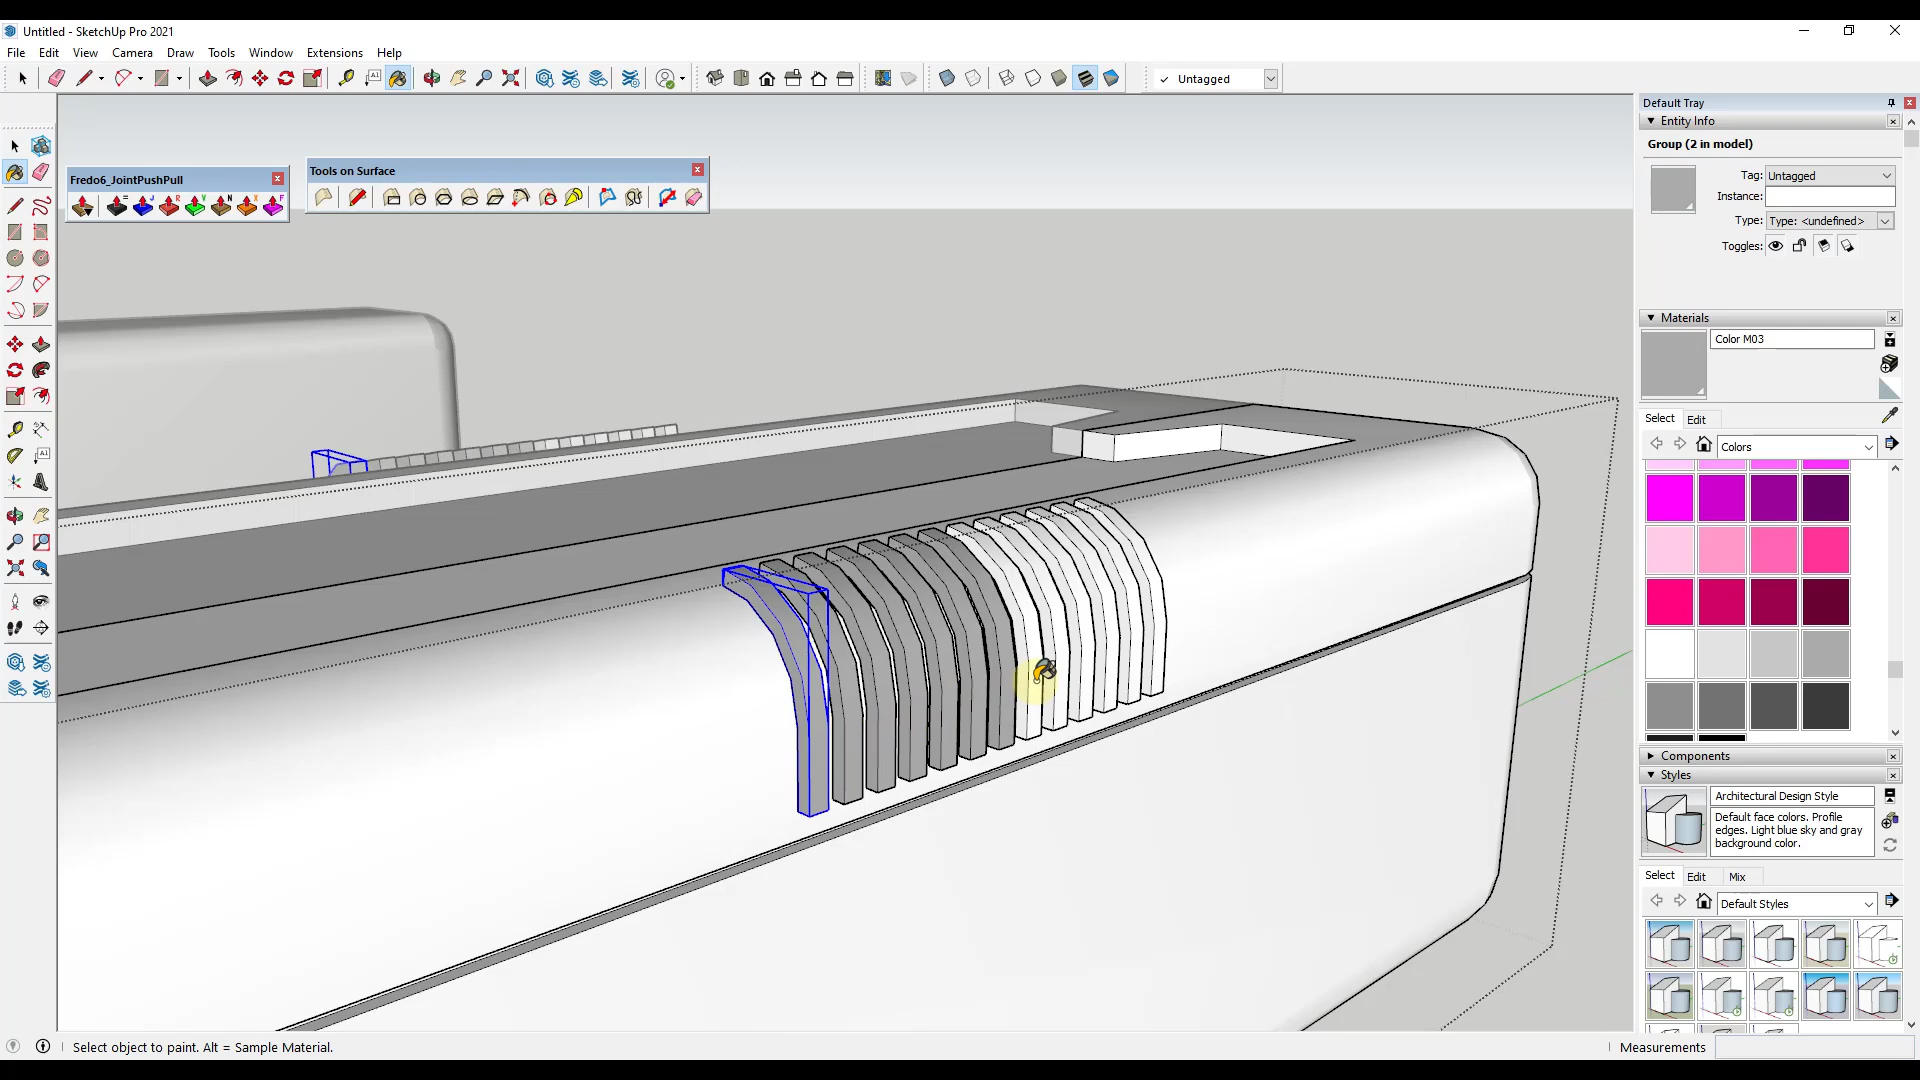 Untitled - SketchUp Pro 2021
File Edit View Camera Draw Tools Window Extensions Help
Untagged
Default Tray
Entity Info
Group (2 in model)
Tag: Untagged
Instance:
Type: Type: <undefined>
Toggles:
Fredo6_JointPushPull
Tools on Surface
Materials
Color M03
Select Edit
Colors
Components
Styles
Architectural Design Style
Default face colors. Profile
edges. Light blue sky and gray
background color.
Select Edit Mix
Default Styles
Select object to paint. Alt = Sample Material.
Measurements